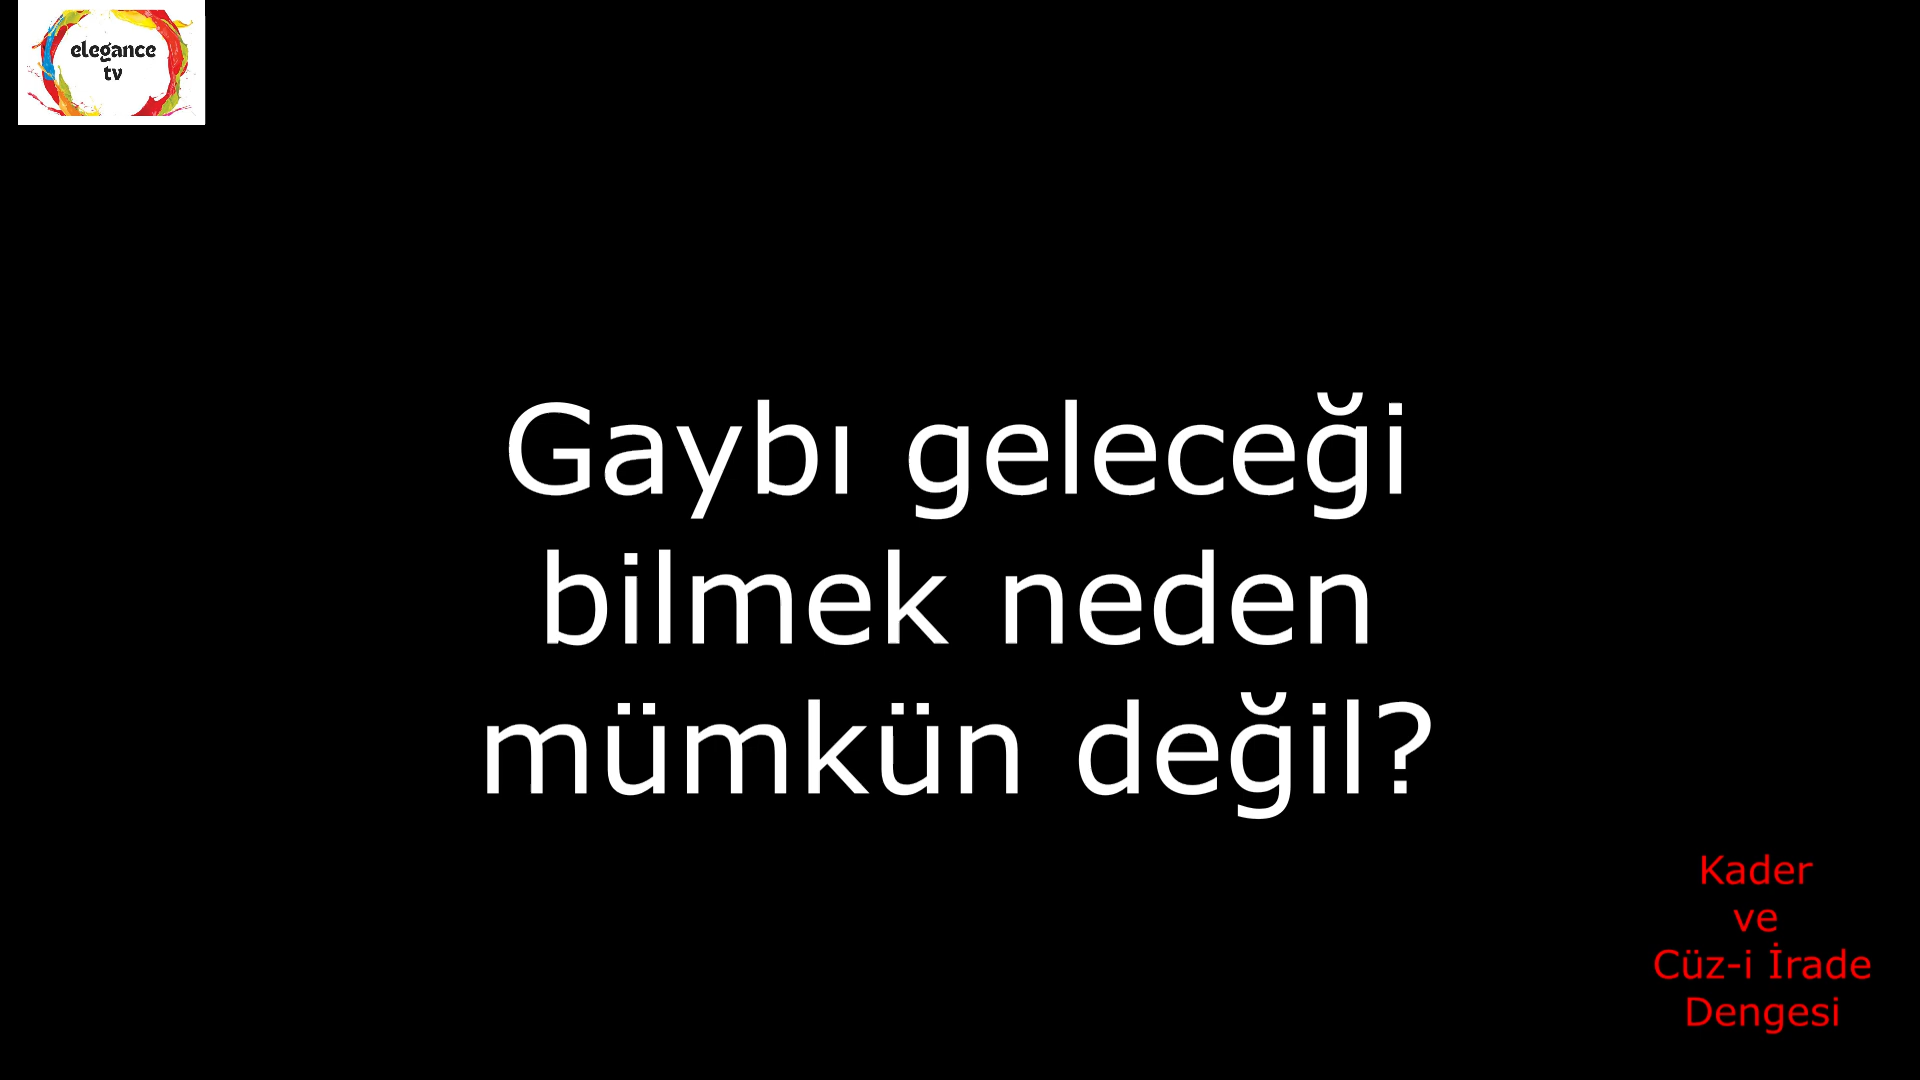 elegance
tv
Gaybı geleceği
bilmek neden
mümkün değil?
Kader
ve
Cüz-i İrade
Dengesi